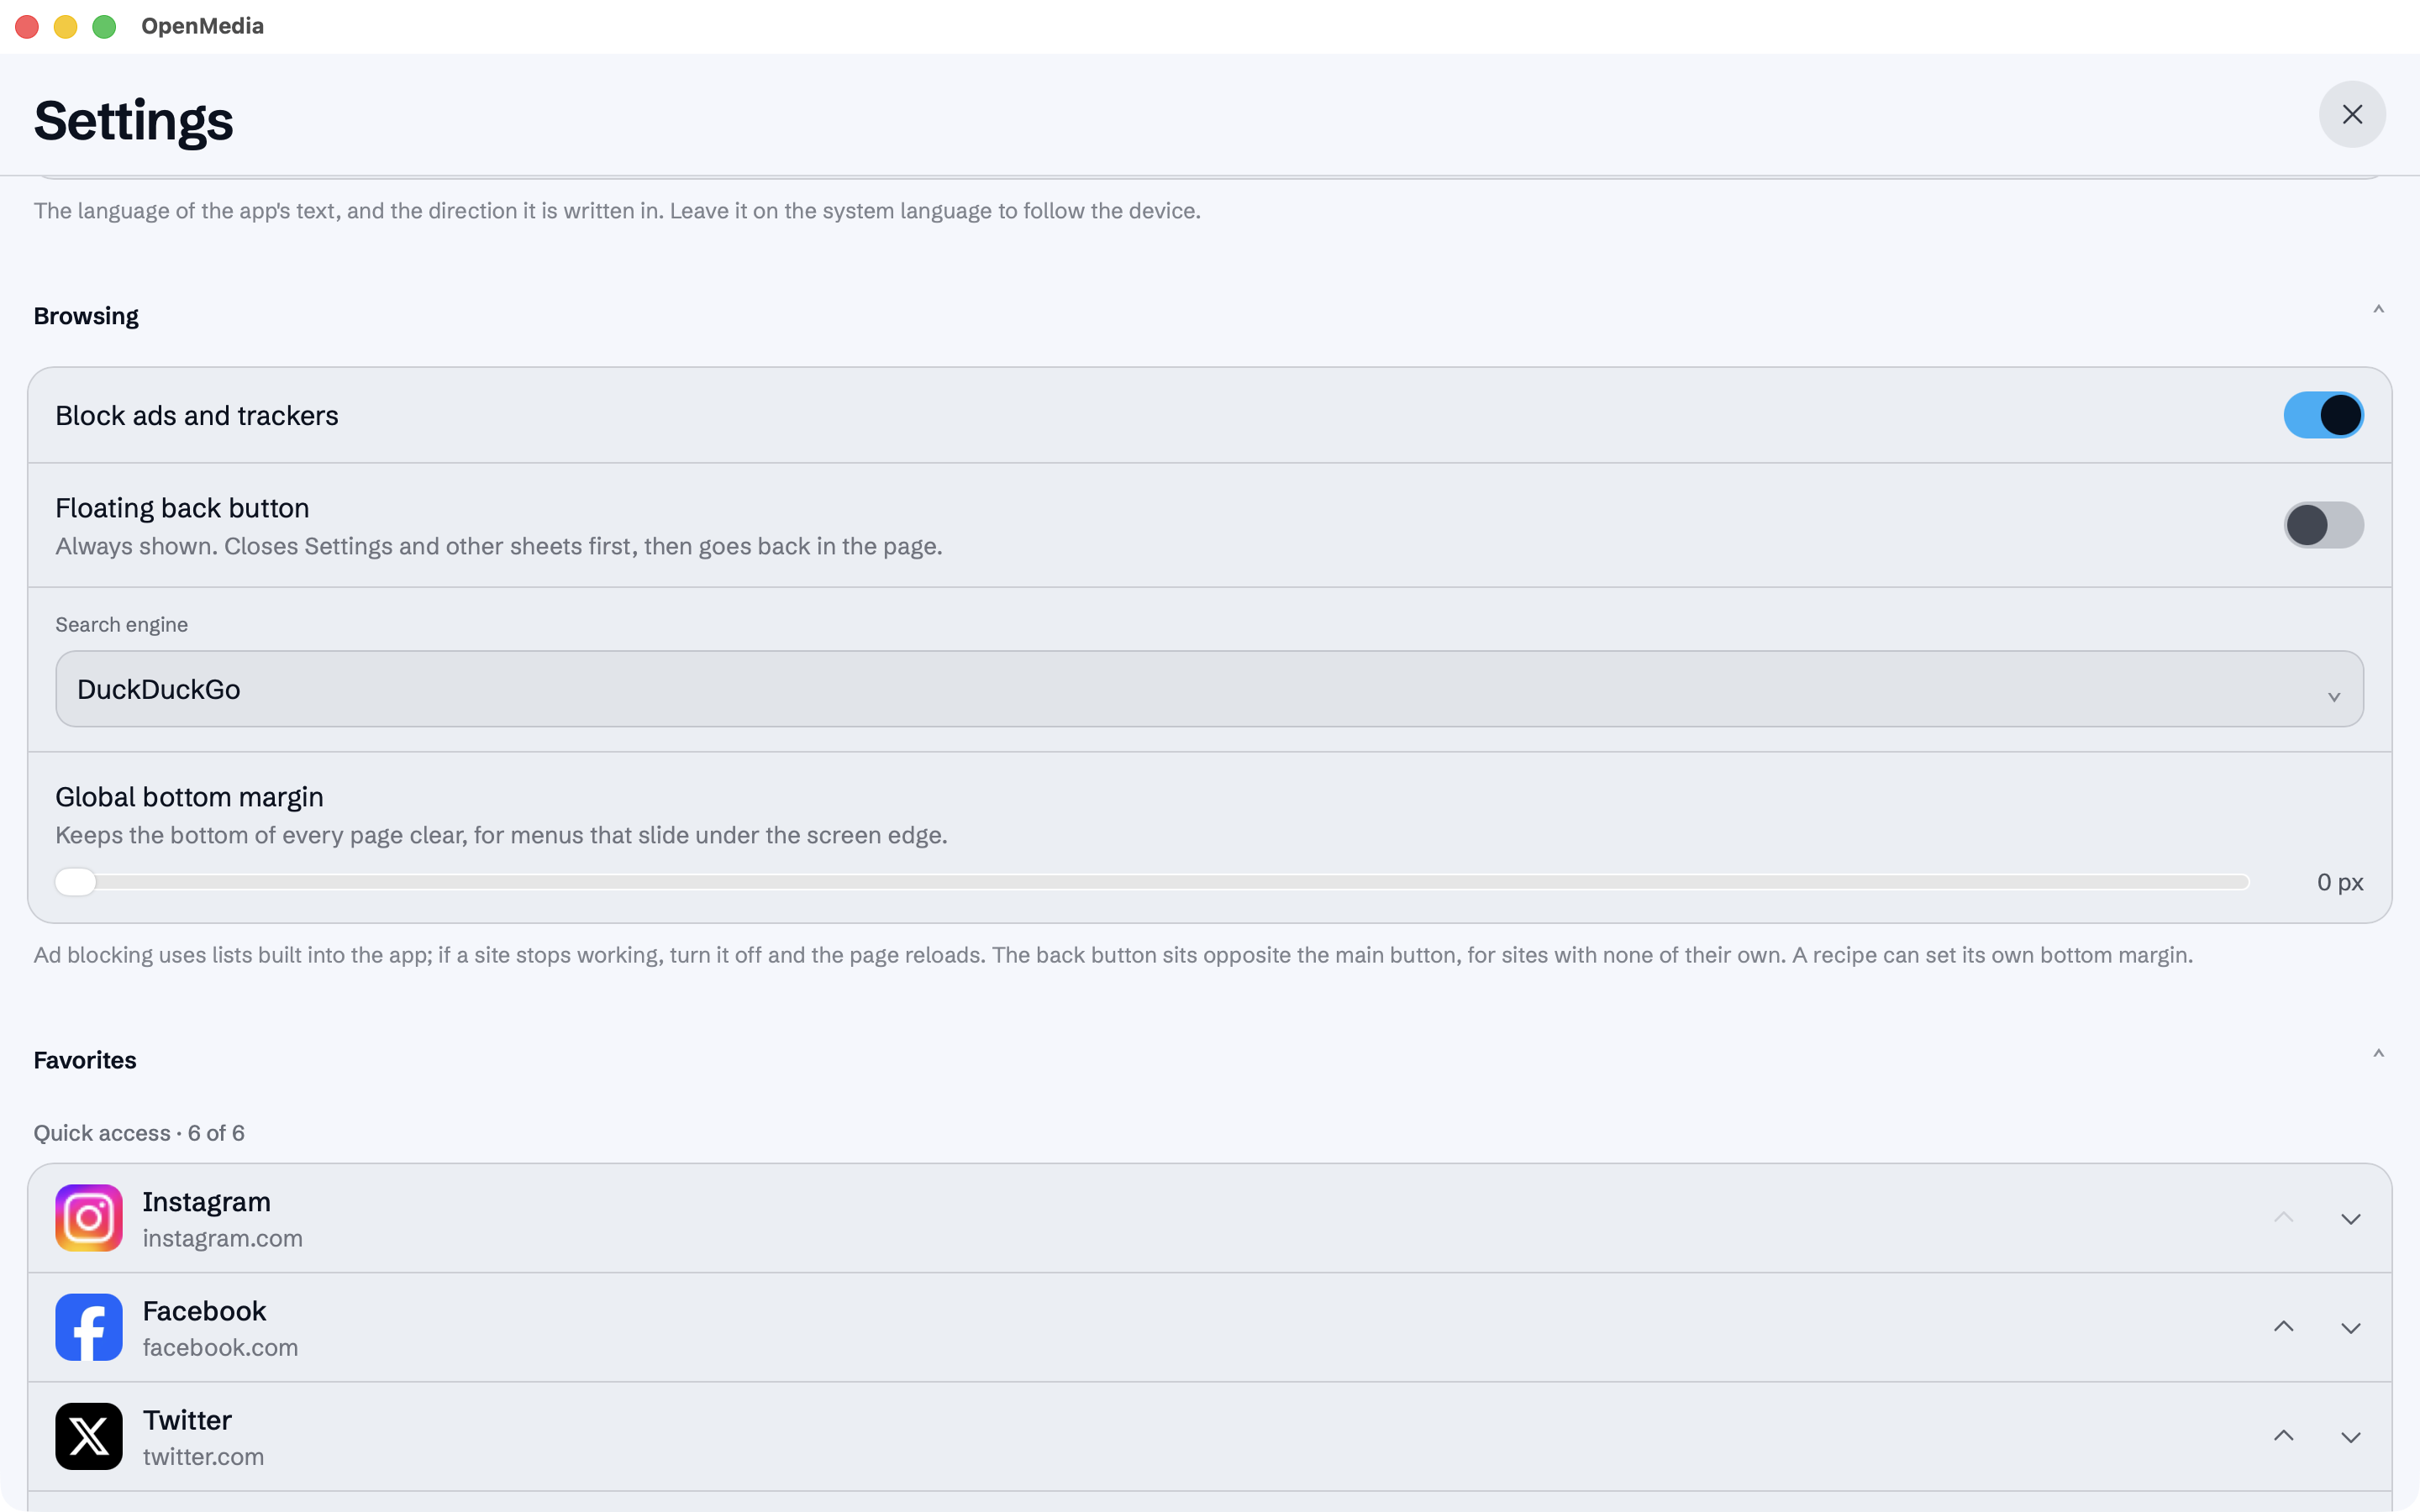 OpenMedia
Settings
The language of the app's text, and the direction it is written in. Leave it on the system language to follow the device.
Browsing
Block ads and trackers
Floating back button
Always shown. Closes Settings and other sheets first, then goes back in the page.
Search engine
DuckDuckGo
Global bottom margin
Keeps the bottom of every page clear, for menus that slide under the screen edge.
0 px
Ad blocking uses lists built into the app; if a site stops working, turn it off and the page reloads. The back button sits opposite the main button, for sites with none of their own. A recipe can set its own bottom margin.
Favorites
Quick access · 6 of 6
Instagram
instagram.com
Facebook
facebook.com
Twitter
twitter.com